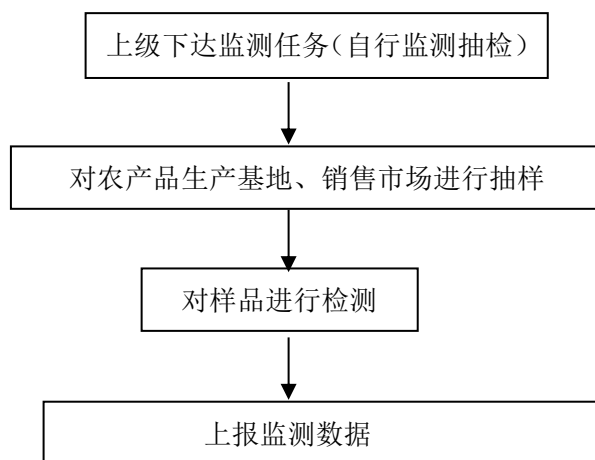 上级下达监测任务（自行监测抽检）
对农产品生产基地、销售市场进行抽样
对样品进行检测
上报监测数据